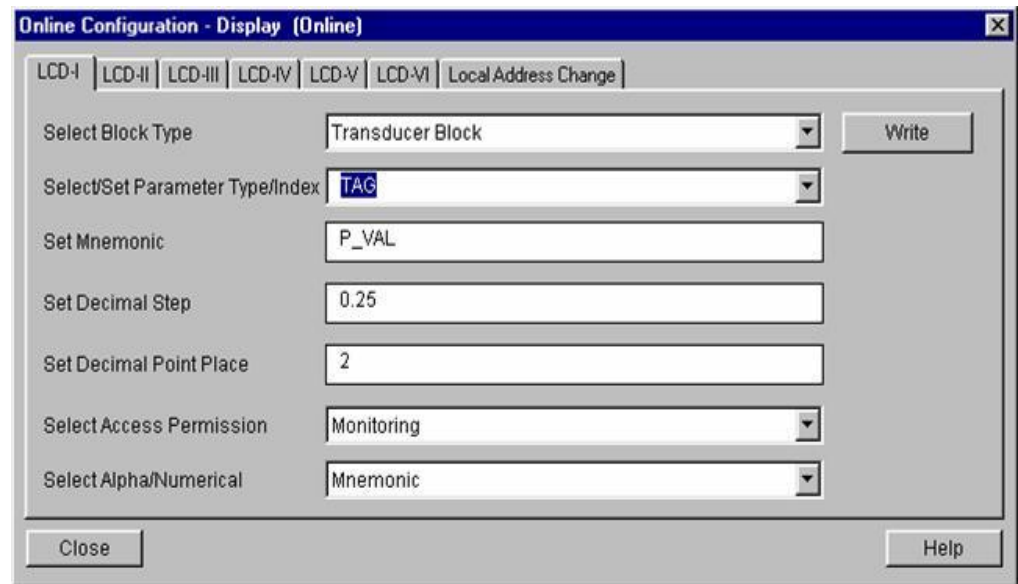 Online Configuration - Display (Online)
LCD-I LCD-II LCD-III LCD-IV LCD-V LCD-VI Local Address Change
Select Block Type Transducer Block Write
Select/Set Parameter Type/Index TAG
Set Mnemonic P_VAL
Set Decimal Step 0.25
Set Decimal Point Place 2
Select Access Permission Monitoring
Select Alpha/Numerical Mnemonic
Close Help